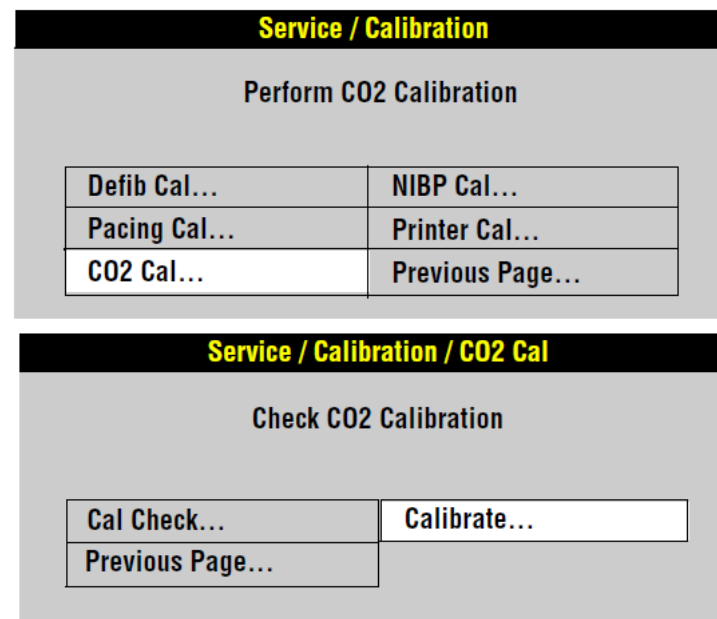 Service / Calibration
Perform CO2 Calibration
Defib Cal... NIBP Cal...
Pacing Cal... Printer Cal...
CO2 Cal... Previous Page...
Service / Calibration / CO2 Cal
Check CO2 Calibration
Cal Check... Calibrate...
Previous Page...